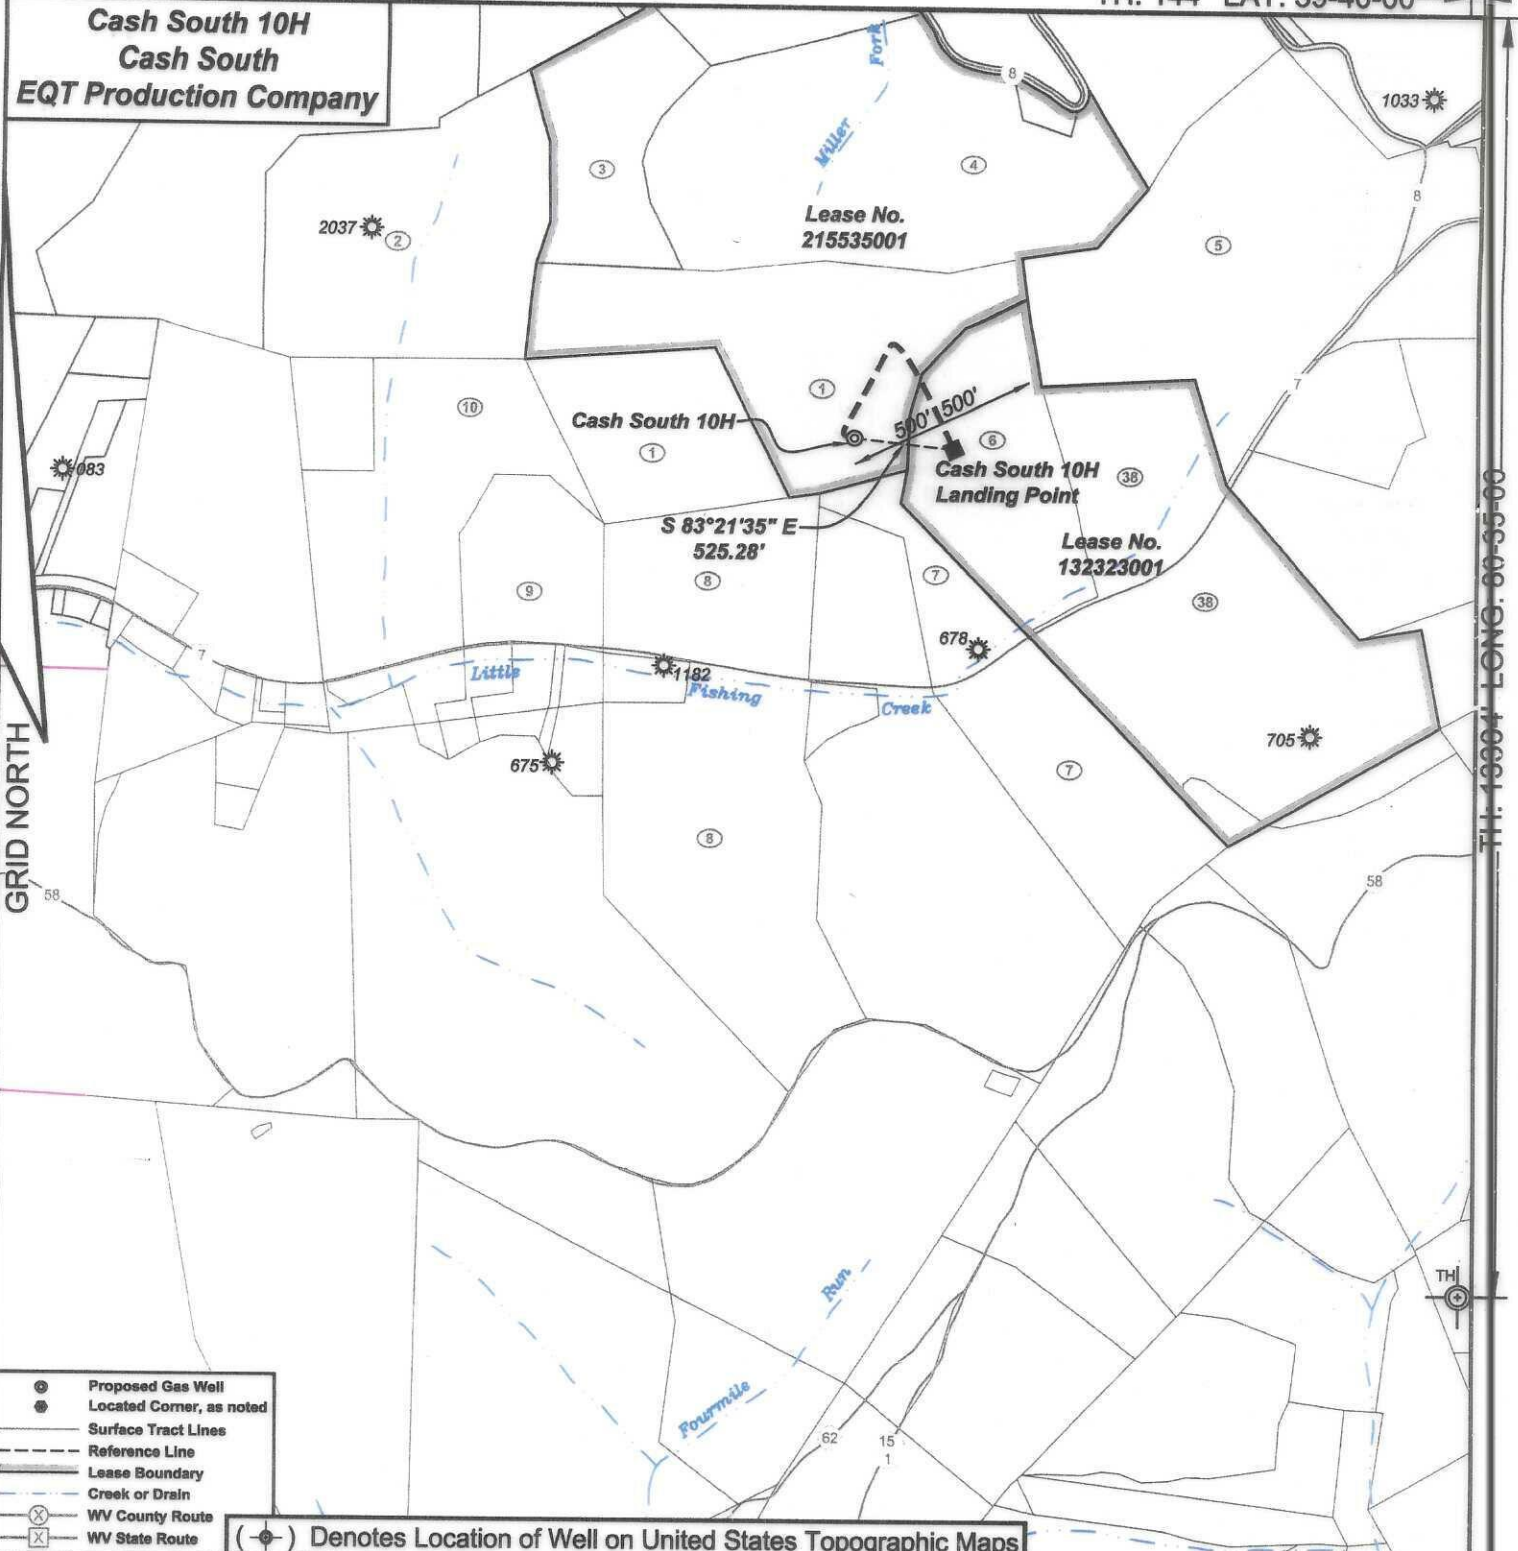 Cash South 10H
Cash South
EQT Production Company
TH: 144' LAT: 39-40-00
Fork
8
1033
Miller
3
4
8
2037
2
Lease No.
215535001
5
1
7
10
Cash South 10H
500' 500'
1
6
083
Cash South 10H
Landing Point
38
S 83°21'35" E
525.28'
Lease No.
132323001
TH: 13304' LONG: 80-35-00
9
8
7
38
678
7
Little
1182
Fishing
Creek
705
675
7
GRID NORTH
8
58
58
TH
Run
Fourmile
62
15
1
Proposed Gas Well
Located Corner, as noted
Surface Tract Lines
Reference Line
Lease Boundary
Creek or Drain
X WV County Route
X WV State Route
( ) Denotes Location of Well on United States Topographic Maps